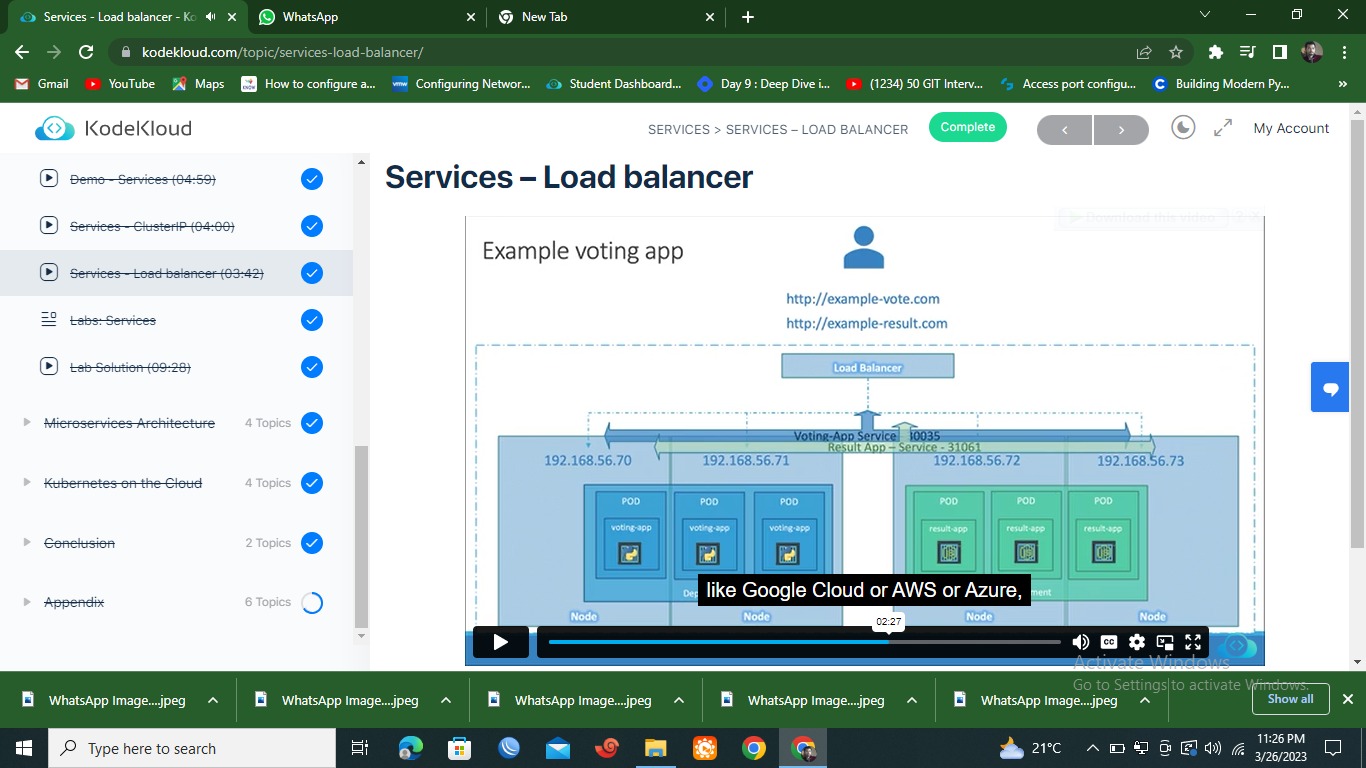 Services - Load balancer - Ko
WhatsApp
New Tab
kodekloud.com/topic/services-load-balancer/
Gmail
YouTube
Maps
How to configure a...
Configuring Networ...
Student Dashboard...
Day 9 : Deep Dive i...
(1234) 50 GIT Interv...
Access port configu...
Building Modern Py...
KodeKloud
SERVICES > SERVICES – LOAD BALANCER
Complete
My Account
Demo - Services (04:59)
Services - ClusterIP (04:00)
Services - Load balancer (03:42)
Labs: Services
Lab Solution (09:28)
Microservices Architecture 4 Topics
Kubernetes on the Cloud 4 Topics
Conclusion 2 Topics
Appendix 6 Topics
Services – Load balancer
Download this video
Example voting app
http://example-vote.com
http://example-result.com
Load Balancer
Voting-App Service
Result App – Service - 31061
192.168.56.70 192.168.56.71 192.168.56.72 192.168.56.73
POD POD POD POD POD POD
voting-app voting-app voting-app result-app result-app result-app
like Google Cloud or AWS or Azure,
Node Node Node Node
02:27
CC
Activate Windows
Go to Settings to activate Windows.
WhatsApp Image....jpeg
WhatsApp Image....jpeg
WhatsApp Image....jpeg
WhatsApp Image....jpeg
WhatsApp Image....jpeg
Show all
Type here to search
21°C
11:26 PM
3/26/2023